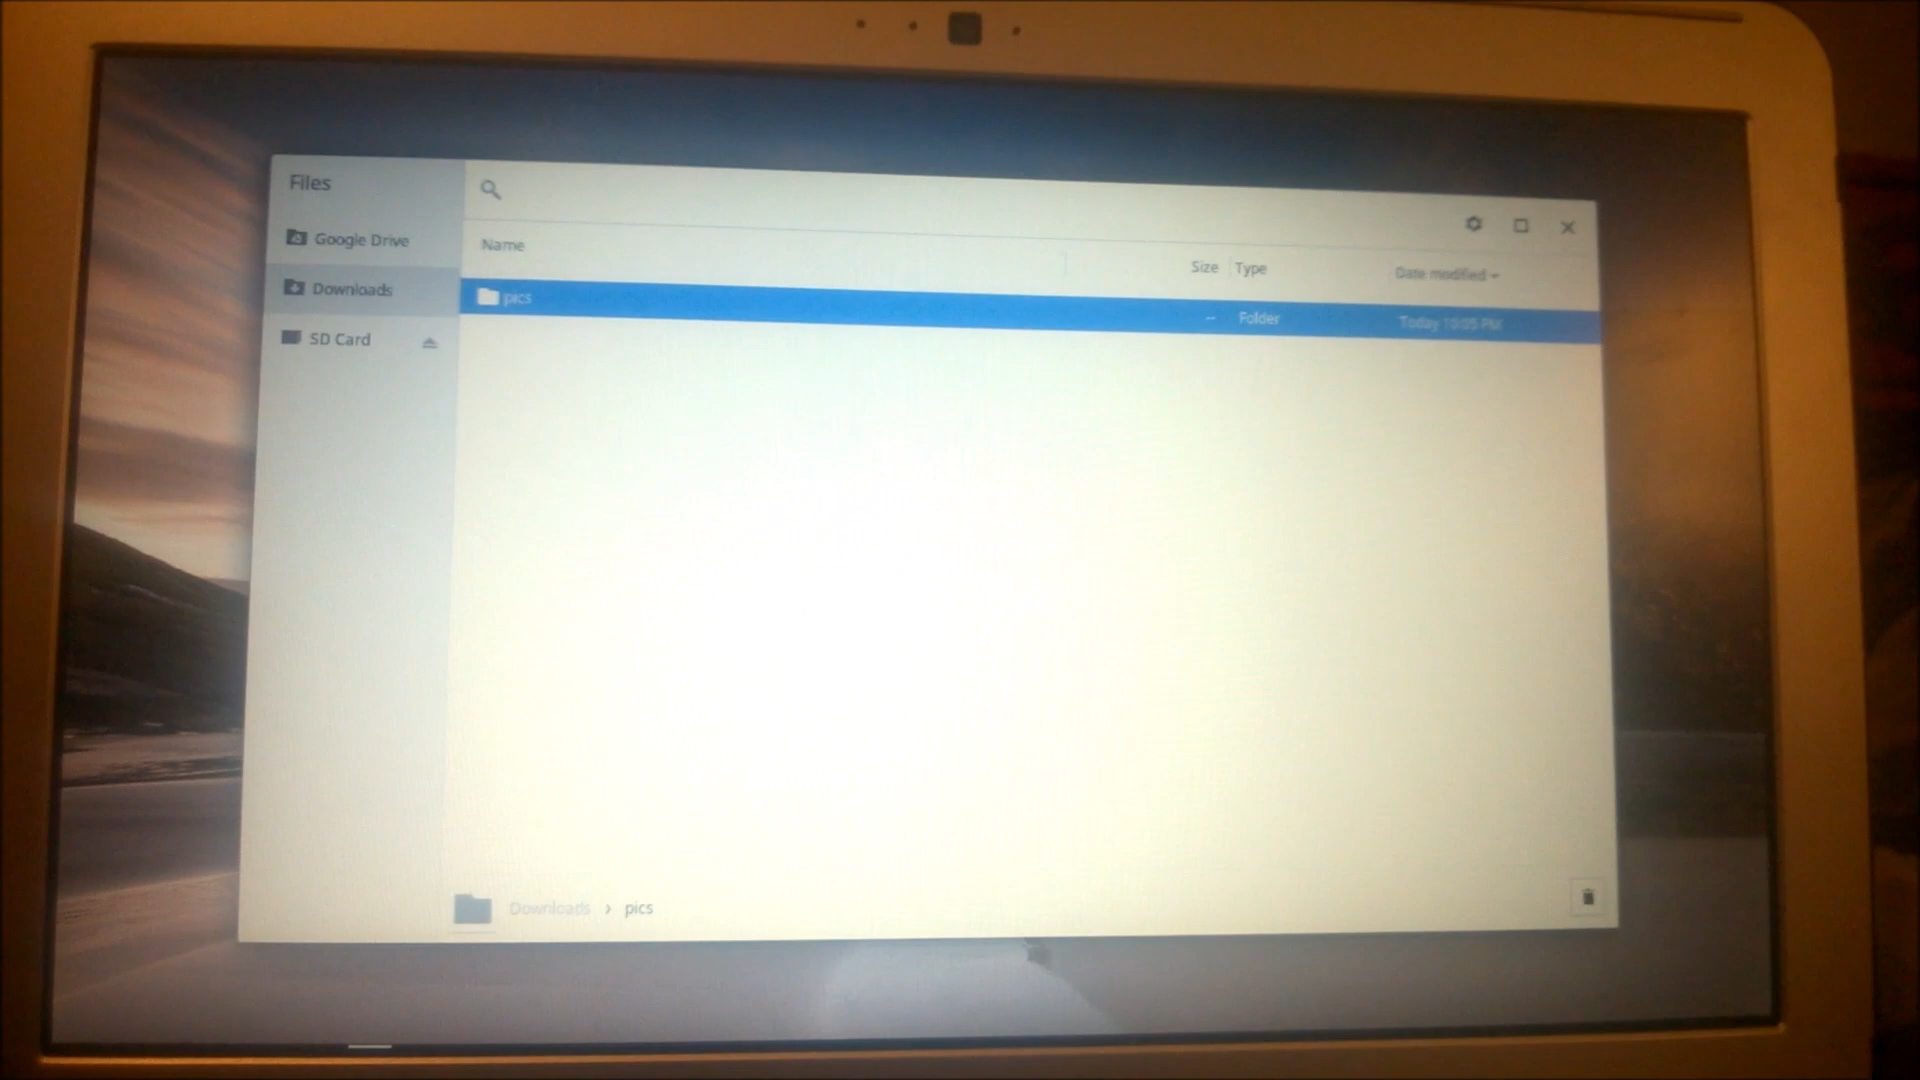 Files
Google Drive
Downloads
SD Card
Name Size Type Date modified
pics -- Folder Today 10:05 PM
Downloads › pics